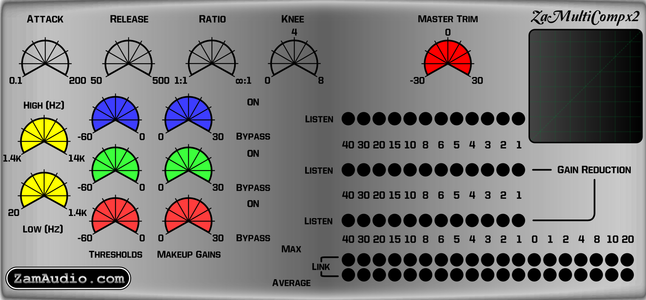 Attack Release Ratio Knee Master Trim ZaMultiCompx2
4 0
0.1 200 50 500 1:1 ∞:1 0 8 -30 30
High (Hz) ON
Listen
-60 0 0 30 Bypass
40 30 20 15 10 8 6 5 4 3 2 1
1.4K 14K ON
Listen Gain Reduction
-60 0 0 30 Bypass
40 30 20 15 10 8 6 5 4 3 2 1
20 1.4K ON
Listen
Low (Hz)
-60 0 0 30 Bypass
40 30 20 15 10 8 6 5 4 3 2 1 0 1 2 4 2 4 8 10 20
Thresholds Makeup Gains Max
Link
ZamAudio.com Average